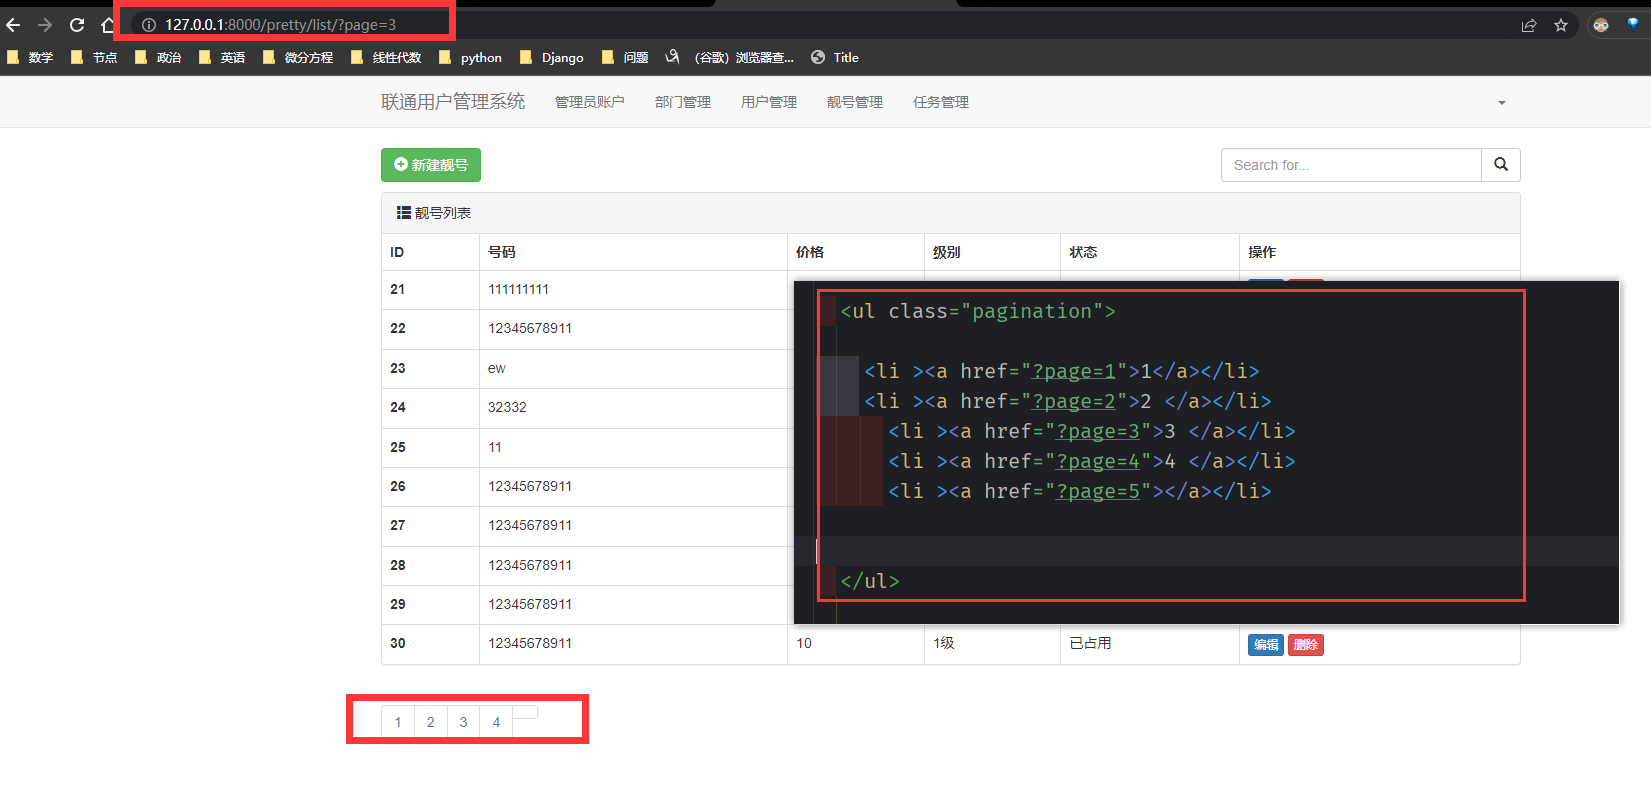 127.0.0.1:8000/pretty/list/?page=3
数学 节点 政治 英语 微分方程 线性代数 python Django 问题 (谷歌) 浏览器查... Title
联通用户管理系统 管理员账户 部门管理 用户管理 靓号管理 任务管理
新建靓号 Search for...
靓号列表
ID 号码 价格 级别 状态 操作
21 111111111
22 12345678911
23 ew
24 32332
25 11
26 12345678911
27 12345678911
28 12345678911
29 12345678911
30 12345678911 10 1级 已占用 编辑 删除
<ul class="pagination">
<li ><a href="?page=1">1</a></li>
<li ><a href="?page=2">2 </a></li>
<li ><a href="?page=3">3 </a></li>
<li ><a href="?page=4">4 </a></li>
<li ><a href="?page=5"></a></li>
</ul>
1 2 3 4